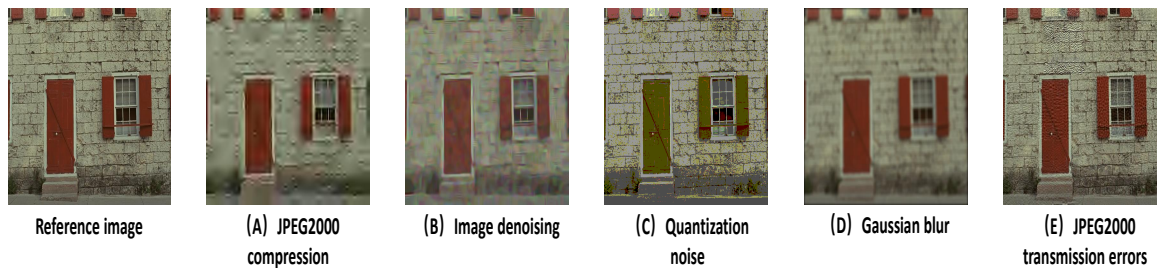 Reference image
(A) JPEG2000
compression
(B) Image denoising
(C) Quantization
noise
(D) Gaussian blur
(E) JPEG2000
transmission errors